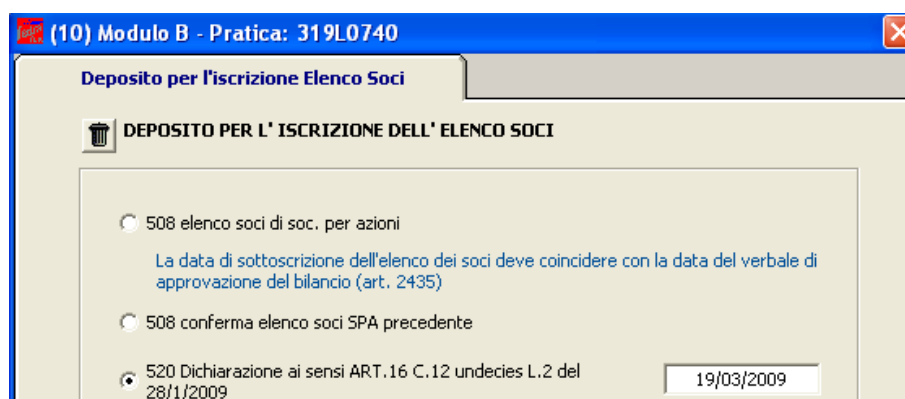 (10) Modulo B - Pratica: 319L0740
Deposito per l'iscrizione Elenco Soci
DEPOSITO PER L' ISCRIZIONE DELL' ELENCO SOCI
508 elenco soci di soc. per azioni
La data di sottoscrizione dell'elenco dei soci deve coincidere con la data del verbale di
approvazione del bilancio (art. 2435)
508 conferma elenco soci SPA precedente
520 Dichiarazione ai sensi ART.16 C.12 undecies L.2 del
28/1/2009
19/03/2009